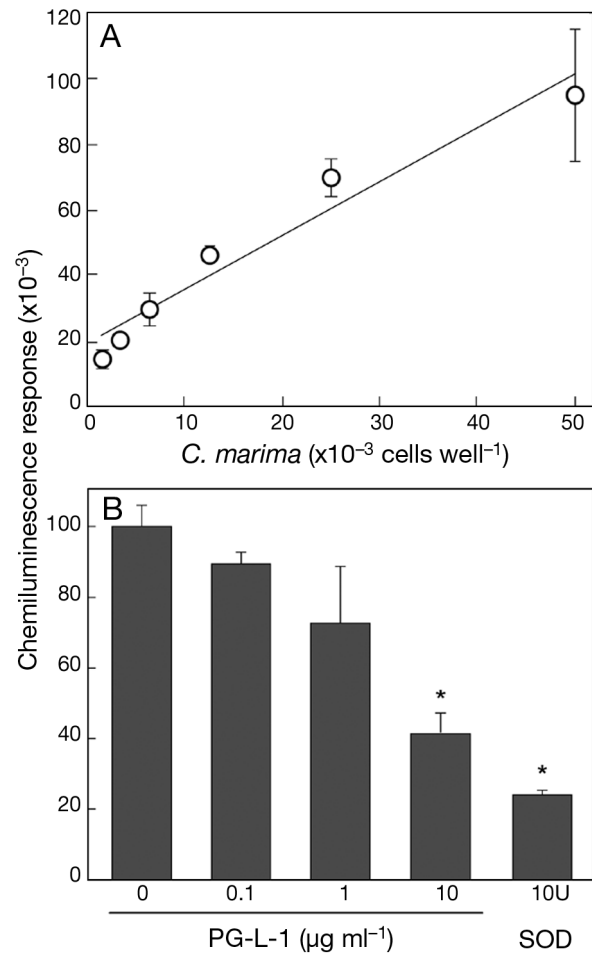 A
120
100
80
60
40
20
0
0 10 20 30 40 50
C. marima (x10⁻³ cells well⁻¹)
Chemiluminescence response (x10⁻³)
B
100
80
60
40
20
0
* *
0 0.1 1 10 10U
PG-L-1 (µg ml⁻¹) SOD